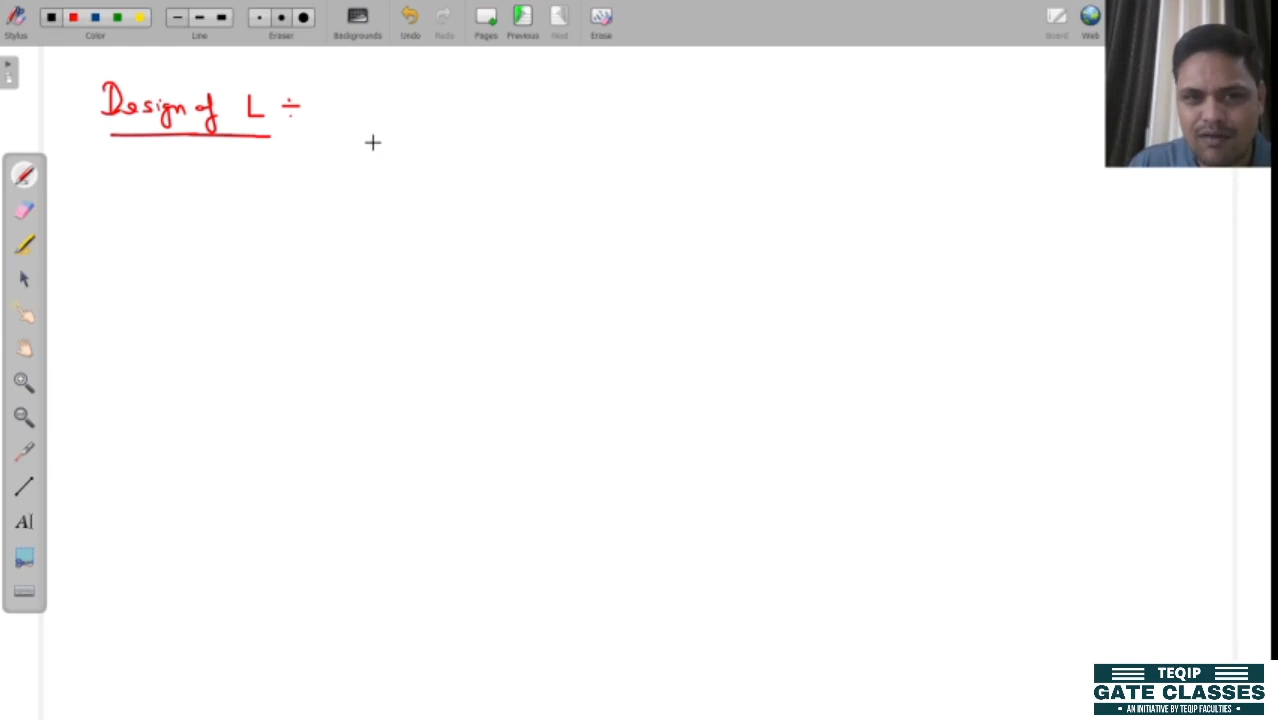 Stylus
Color
Line
Eraser
Backgrounds
Undo
Redo
Pages
Previous
Next
Erase
Board
Web
Design of L ÷
AI
TEQIP
GATE CLASSES
• AN INITIATIVE BY TEQIP FACULTIES •